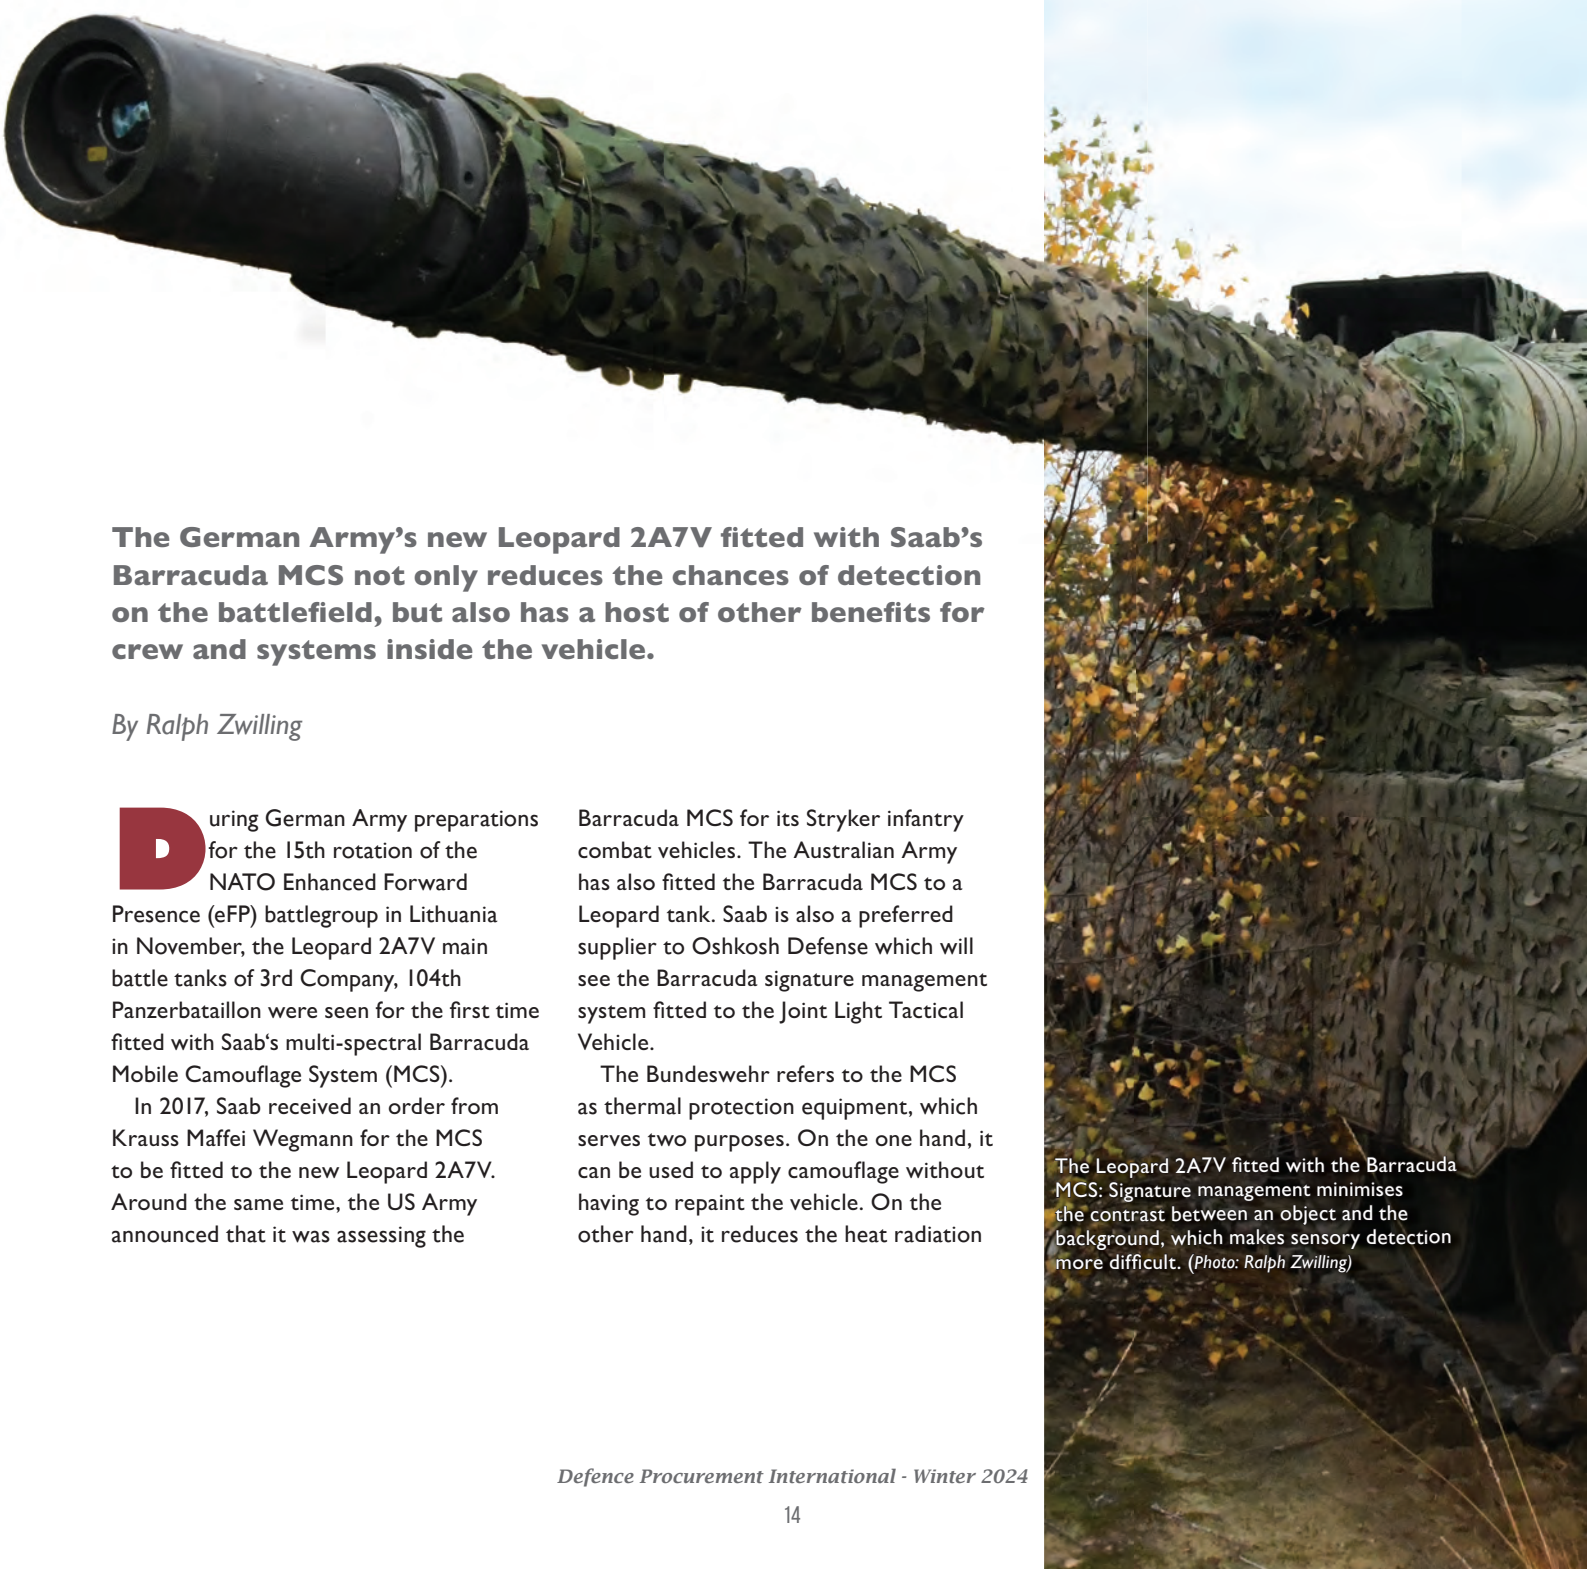 The German Army's new Leopard 2A7V fitted with Saab's
Barracuda MCS not only reduces the chances of detection
on the battlefield, but also has a host of other benefits for
crew and systems inside the vehicle.
By Ralph Zwilling
During German Army preparations
for the 15th rotation of the
NATO Enhanced Forward
Presence (eFP) battlegroup in Lithuania
in November, the Leopard 2A7V main
battle tanks of 3rd Company, 104th
Panzerbataillon were seen for the first time
fitted with Saab‘s multi-spectral Barracuda
Mobile Camouflage System (MCS).
In 2017, Saab received an order from
Krauss Maffei Wegmann for the MCS
to be fitted to the new Leopard 2A7V.
Around the same time, the US Army
announced that it was assessing the
Barracuda MCS for its Stryker infantry
combat vehicles. The Australian Army
has also fitted the Barracuda MCS to a
Leopard tank. Saab is also a preferred
supplier to Oshkosh Defense which will
see the Barracuda signature management
system fitted to the Joint Light Tactical
Vehicle.
The Bundeswehr refers to the MCS
as thermal protection equipment, which
serves two purposes. On the one hand, it
can be used to apply camouflage without
having to repaint the vehicle. On the
other hand, it reduces the heat radiation
The Leopard 2A7V fitted with the Barracuda
MCS: Signature management minimises
the contrast between an object and the
background, which makes sensory detection
more difficult. (Photo: Ralph Zwilling)
Defence Procurement International - Winter 2024
14